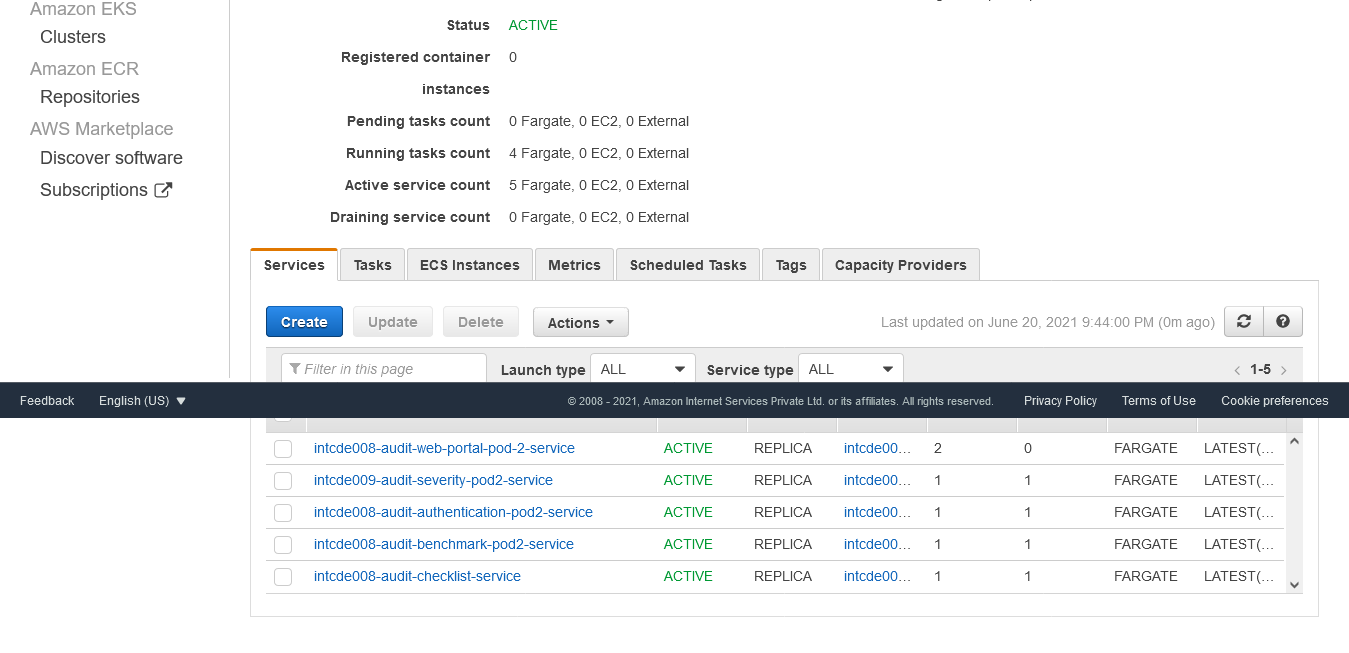 Amazon EKS
Clusters
Amazon ECR
Repositories
AWS Marketplace
Discover software
Subscriptions
Status ACTIVE
Registered container instances 0
Pending tasks count 0 Fargate, 0 EC2, 0 External
Running tasks count 4 Fargate, 0 EC2, 0 External
Active service count 5 Fargate, 0 EC2, 0 External
Draining service count 0 Fargate, 0 EC2, 0 External
Services Tasks ECS Instances Metrics Scheduled Tasks Tags Capacity Providers
Create Update Delete Actions Last updated on June 20, 2021 9:44:00 PM (0m ago)
Filter in this page Launch type ALL Service type ALL 1-5
Feedback English (US) © 2008 - 2021, Amazon Internet Services Private Ltd. or its affiliates. All rights reserved. Privacy Policy Terms of Use Cookie preferences
intcde008-audit-web-portal-pod-2-service ACTIVE REPLICA intcde00... 2 0 FARGATE LATEST(...
intcde009-audit-severity-pod2-service ACTIVE REPLICA intcde00... 1 1 FARGATE LATEST(...
intcde008-audit-authentication-pod2-service ACTIVE REPLICA intcde00... 1 1 FARGATE LATEST(...
intcde008-audit-benchmark-pod2-service ACTIVE REPLICA intcde00... 1 1 FARGATE LATEST(...
intcde008-audit-checklist-service ACTIVE REPLICA intcde00... 1 1 FARGATE LATEST(...